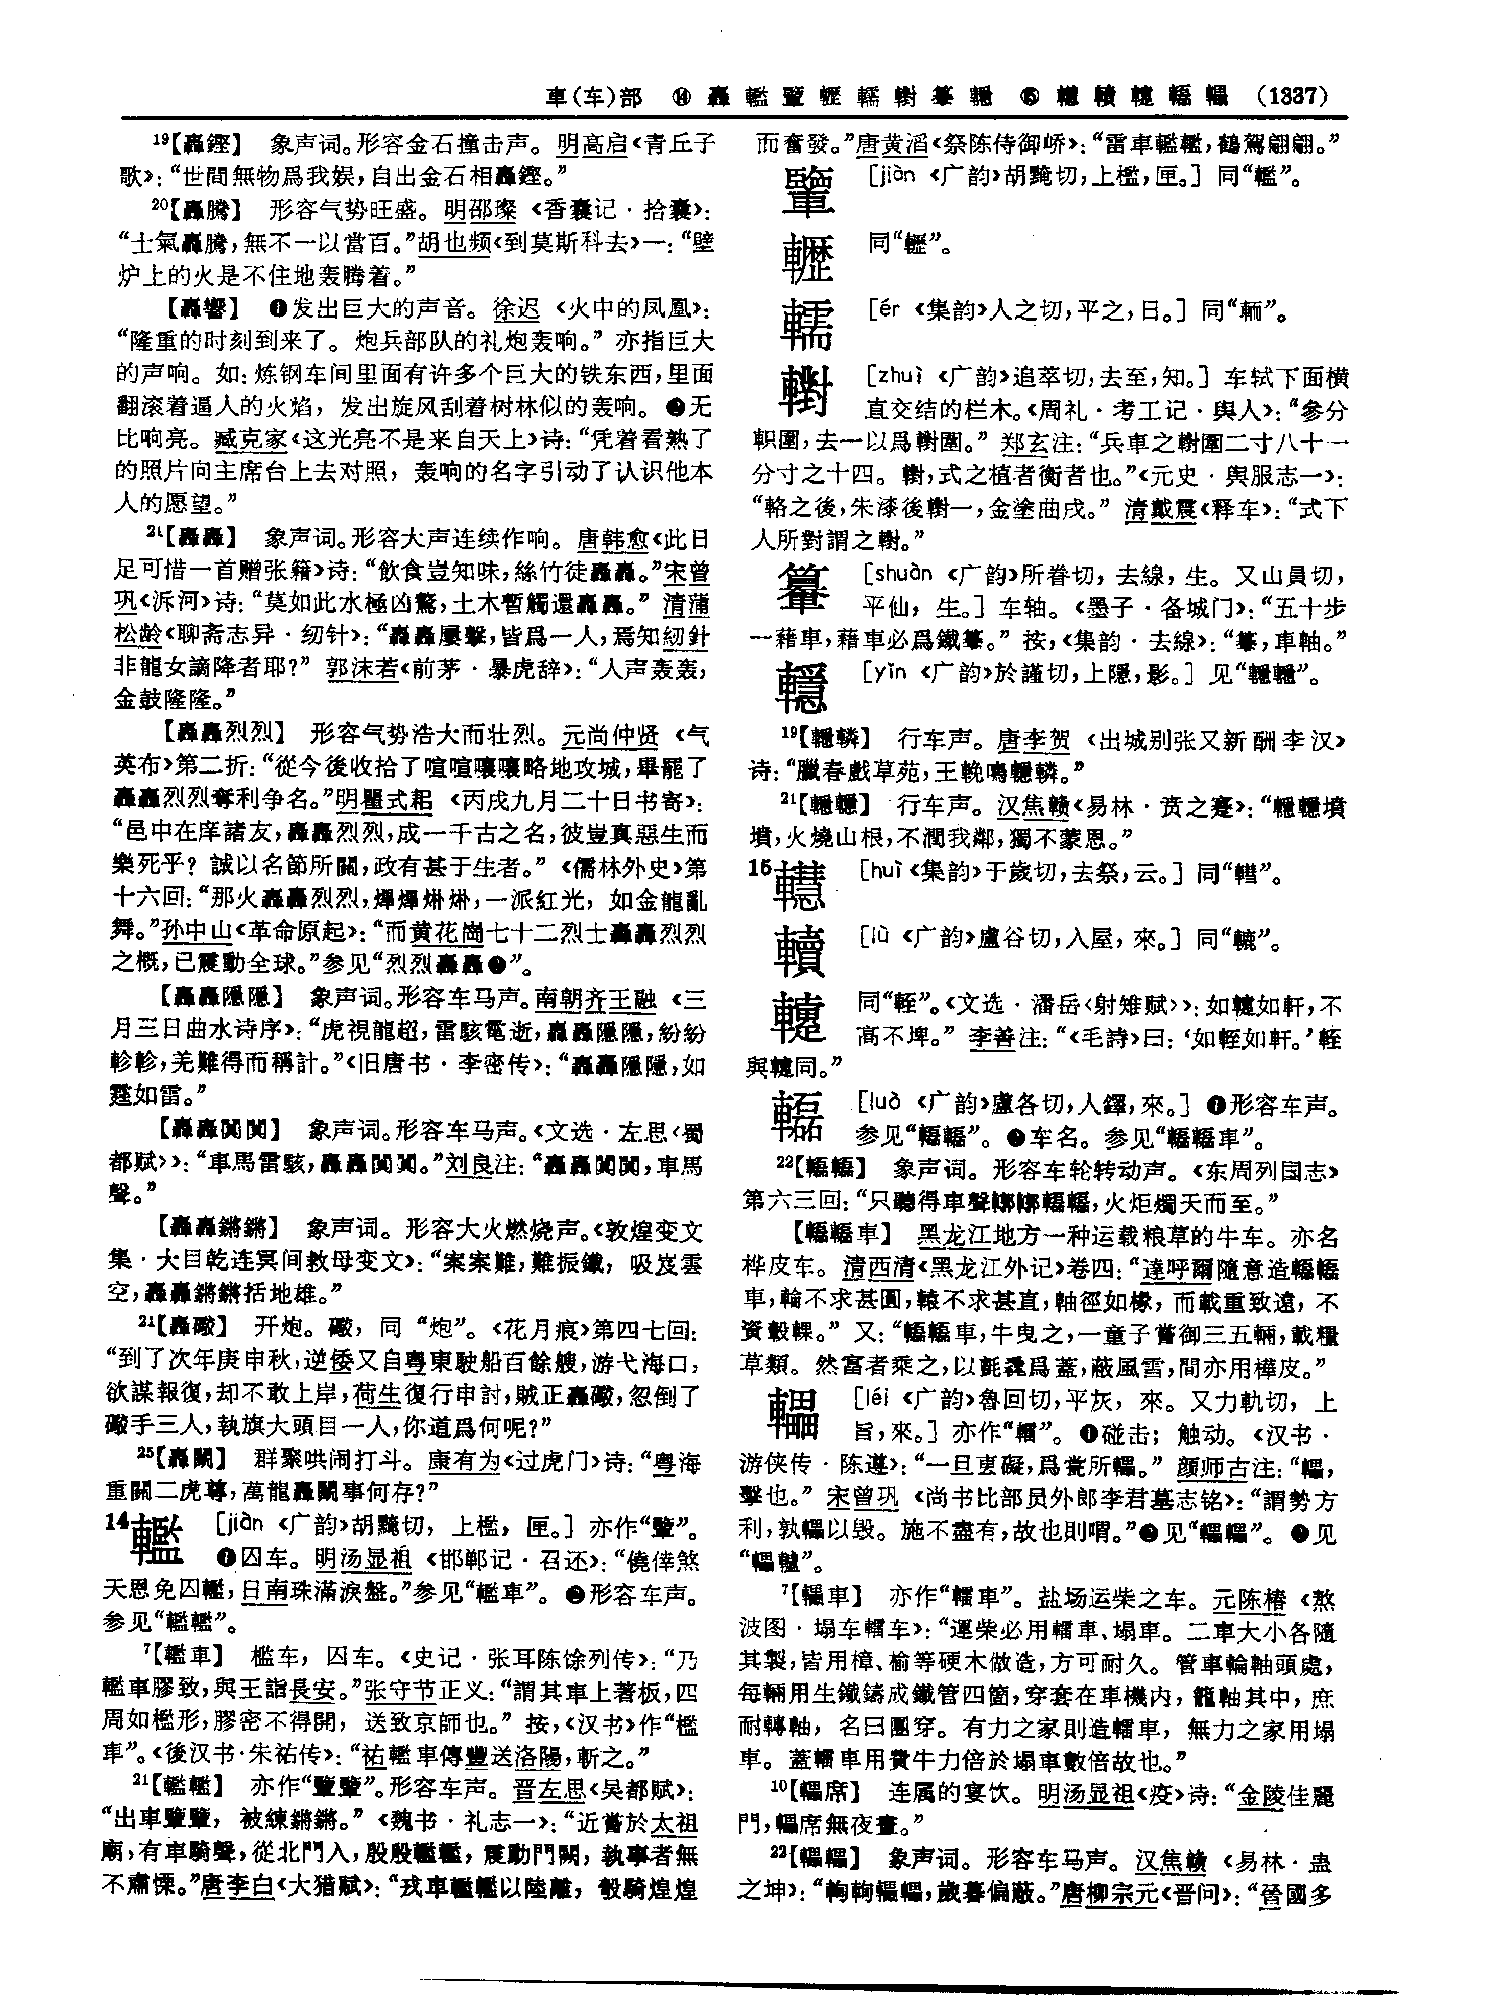 車(车)部 ⑭ 轟 轞 ⑮ (1337)
19【轟鏗】 象声词。形容金石撞击声。明高启《青丘子
歌》:“世間無物爲我娱,自出金石相轟鏗。”
20【轟騰】 形容气势旺盛。明邵璨《香囊记·拾囊》:
“士氣轟騰,無不一以當百。”胡也频《到莫斯科去》一:“壁
炉上的火是不住地轰腾着。”
【轟響】 ❶发出巨大的声音。徐迟《火中的凤凰》:
“隆重的时刻到来了。炮兵部队的礼炮轰响。”亦指巨大
的声响。如:炼钢车间里面有许多个巨大的铁东西,里面
翻滚着逼人的火焰,发出旋风刮着树林似的轰响。❷无
比响亮。臧克家《这光亮不是来自天上》诗:“凭着看熟了
的照片向主席台上去对照,轰响的名字引动了认识他本
人的愿望。”
21【轟轟】 象声词。形容大声连续作响。唐韩愈《此日
足可惜一首赠张籍》诗:“飲食豈知味,絲竹徒轟轟。”宋曾
巩《泝河》诗:“莫如此水極凶驁,土木暫觸還轟轟。”清蒲
松龄《聊斋志异·纫针》:“轟轟屢擊,皆爲一人,焉知紉針
非龍女謫降者耶?”郭沫若《前茅·暴虎辞》:“人声轰轰,
金鼓隆隆。”
【轟轟烈烈】 形容气势浩大而壮烈。元尚仲贤《气
英布》第二折:“從今後收拾了喧喧嚷嚷略地攻城,畢罷了
轟轟烈烈奪利争名。”明瞿式耜《丙戌九月二十日书寄》:
“邑中在庠諸友,轟轟烈烈,成一千古之名,彼豈真惡生而
樂死乎?誠以名節所關,政有甚于生者。”《儒林外史》第
十六回:“那火轟轟烈烈,熚熚烞烞,一派紅光,如金龍亂
舞。”孙中山《革命原起》:“而黄花崗七十二烈士轟轟烈烈
之概,已震動全球。”参见“烈烈轟轟❷”。
【轟轟隱隱】 象声词。形容车马声。南朝齐王融《三
月三日曲水诗序》:“虎視龍超,雷駭電逝,轟轟隱隱,紛紛
軫軫,羌難得而稱計。”《旧唐书·李密传》:“轟轟隱隱,如
霆如雷。”
【轟轟闐闐】 象声词。形容车马声。《文选·左思〈蜀
都赋〉》:“車馬雷駭,轟轟闐闐。”刘良注:“轟轟闐闐,車馬
聲。”
【轟轟鏘鏘】 象声词。形容大火燃烧声。《敦煌变文
集·大目乾连冥间救母变文》:“案案難,難振鐵,吸岌雲
空,轟轟鏘鏘括地雄。”
21【轟礮】 开炮。礮,同“炮”。《花月痕》第四七回:
“到了次年庚申秋,逆倭又自粤東駛船百餘艘,游弋海口,
欲謀報復,却不敢上岸,荷生復行申討,賊正轟礮,忽倒了
礮手三人,執旗大頭目一人,你道爲何呢?”
25【轟鬭】 群聚哄闹打斗。康有为《过虎门》诗:“粤海
重關二虎尊,萬龍轟鬭事何存?”
14轞 [jiàn《广韵》胡黤切,上檻,匣。]亦作“鑒”。
❶囚车。明汤显祖《邯郸记·召还》:“僥倖煞
天恩免囚轞,日南珠滿淚盤。”参见“轞車”。❷形容车声。
参见“轞轞”。
7【轞車】 槛车,囚车。《史记·张耳陈馀列传》:“乃
轞車膠致,與王詣長安。”张守节正义:“謂其車上著板,四
周如檻形,膠密不得開,送致京師也。”按,《汉书》作“檻
車”。《後汉书·朱祐传》:“祐轞車傳豐送洛陽,斬之。”
21【轞轞】 形容车声。晋左思《吴都赋》:
“出車,被練鏘鏘。”《魏书·礼志一》:“近嘗於太祖
廟,有車騎聲,從北門入,殷殷轞轞,震動門闕,執事者無
不肅慄。”唐李白《大猎赋》:“戎車轞轞以陸離,彀騎煌煌
而奮發。”唐黄滔《祭陈侍御峤》:“雷車轞轞,鶴駕翩翩。”
[jiàn《广韵》胡黤切,上檻,匣。]同“轞”。
轣 同“”。
轜 [ér《集韵》人之切,平之,日。]同“輀”。
轛 [zhuì《广韵》追萃切,去至,知。]车轼下面横
直交结的栏木。《周礼·考工记·舆人》:“參分
軹圍,去一以爲轛圍。”郑玄注:“兵車之轛圍二寸八十一
分寸之十四。轛,式之植者衡者也。”《元史·舆服志一》:
“輅之後,朱漆後轛一,金塗曲戌。”清戴震《释车》:“式下
人所對謂之轛。”
[shuàn《广韵》所眷切,去線,生。又山員切,
平仙,生。]车轴。《墨子·备城门》:“五十步
一藉車,藉車必爲鐵。”按,《集韵·去線》:“,車軸。”
[yǐn《广韵》於謹切,上隱,影。]见“”。
19 行车声。唐李贺《出城别张又新酬李汉》
诗:“臘春戲草苑,玉輓鳴。”
21 行车声。汉焦赣《易林·贲之蹇》:“墳
墳,火燒山根,不潤我鄰,獨不蒙恩。”
15 [huì《集韵》于歲切,去祭,云。]同“”。
[lù《广韵》盧谷切,入屋,來。]同“”。
同“輊”。《文选·潘岳〈射雉赋〉》:如如軒,不
高不埤。”李善注:“《毛詩》曰:‘如輊如軒。’輊
與同。”
[luò《广韵》盧各切,入鐸,來。]❶形容车声。
参见“”。❷车名。参见“車”。
22 象声词。形容车轮转动声。《东周列国志》
第六三回:“只聽得車聲,火炬燭天而至。”
【車】 黑龙江地方一种运载粮草的牛车。亦名
桦皮车。清西清《黑龙江外记》卷四:“達呼爾隨意造
車,輪不求甚圓,轅不求甚直,軸徑如椽,而載重致遠,不
資轂輠。”又:“車,牛曳之,一童子嘗御三五輛,載糧
草類。然富者乘之,以氈毳爲蓋,蔽風雪,間亦用樺皮。”
轠 [léi《广韵》魯回切,平灰,來。又力軌切,上
旨,來。]亦作“”。❶碰击;触动。《汉书·
游侠传·陈遵》:“一旦叀礙,爲瓽所轠。”颜师古注:“轠,
擊也。”宋曾巩《尚书比部员外郎李君墓志铭》:“謂勢方
利,孰轠以毁。施不盡有,故也則喟。”❷见“轠轠”。❸见
“轠轤”。
7【轠車】 亦作“車”。盐场运柴之车。元陈椿《熬
波图·塌车车》:“運柴必用車、塌車。二車大小各隨
其製,皆用樟、榆等硬木做造,方可耐久。管車輪軸頭處,
每輛用生鐵鑄成鐵管四箇,穿套在車機内,籠軸其中,庶
耐轉軸,名曰團穿。有力之家則造車,無力之家用塌
車。蓋車用費牛力倍於塌車數倍故也。”
10【轠席】 连属的宴饮。明汤显祖《疫》诗:“金陵佳麗
門,轠席無夜晝。”
22【轠轠】 象声词。形容车马声。汉焦赣《易林·蛊
之坤》:“轠轠,歲暮偏蔽。”唐柳宗元《晋问》:“晉國多